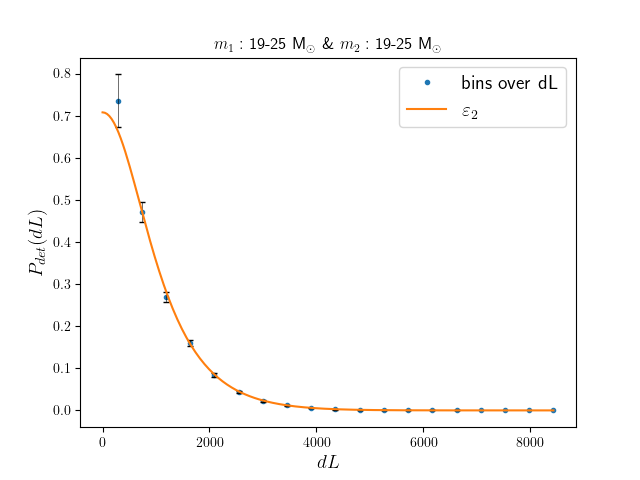 m₁ : 19-25 M⊙ & m₂ : 19-25 M⊙
bins over dL
ε₂
P_det(dL)
0.8
0.7
0.6
0.5
0.4
0.3
0.2
0.1
0.0
0 2000 4000 6000 8000
dL